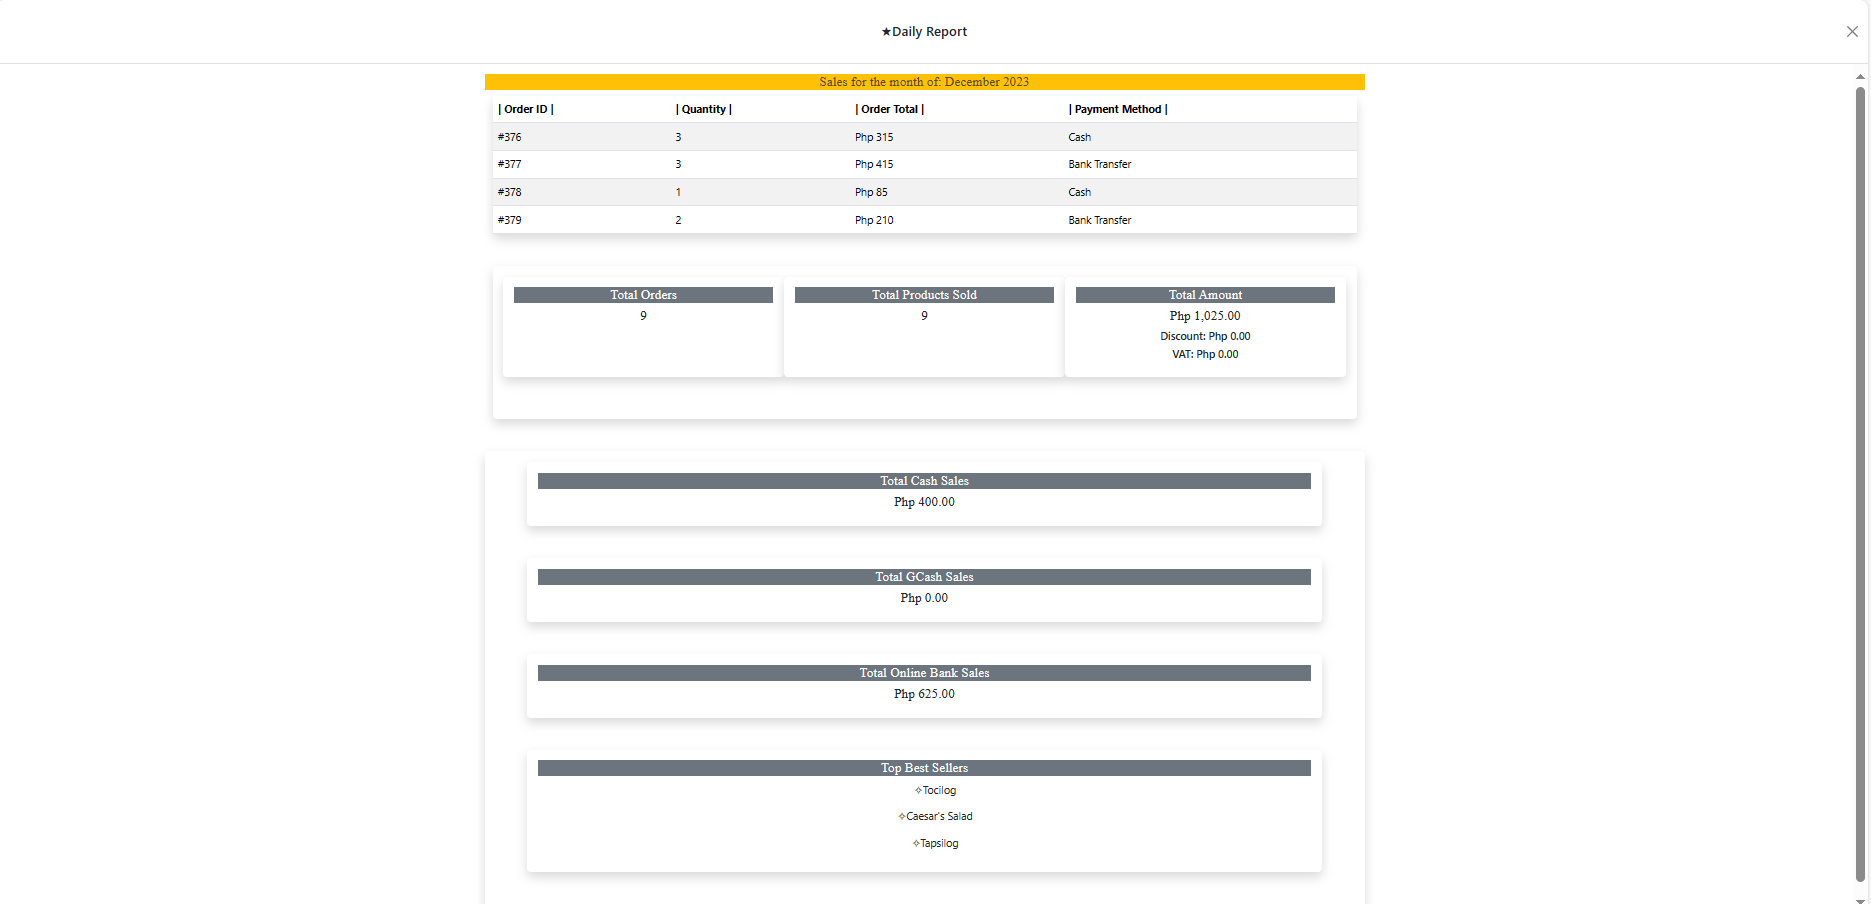 ★Daily Report
Sales for the month of: December 2023
| Order ID | | Quantity | | Order Total | | Payment Method |
#376 3 Php 315 Cash
#377 3 Php 415 Bank Transfer
#378 1 Php 85 Cash
#379 2 Php 210 Bank Transfer
Total Orders
9
Total Products Sold
9
Total Amount
Php 1,025.00
Discount: Php 0.00
VAT: Php 0.00
Total Cash Sales
Php 400.00
Total GCash Sales
Php 0.00
Total Online Bank Sales
Php 625.00
Top Best Sellers
✧Tocilog
✧Caesar's Salad
✧Tapsilog